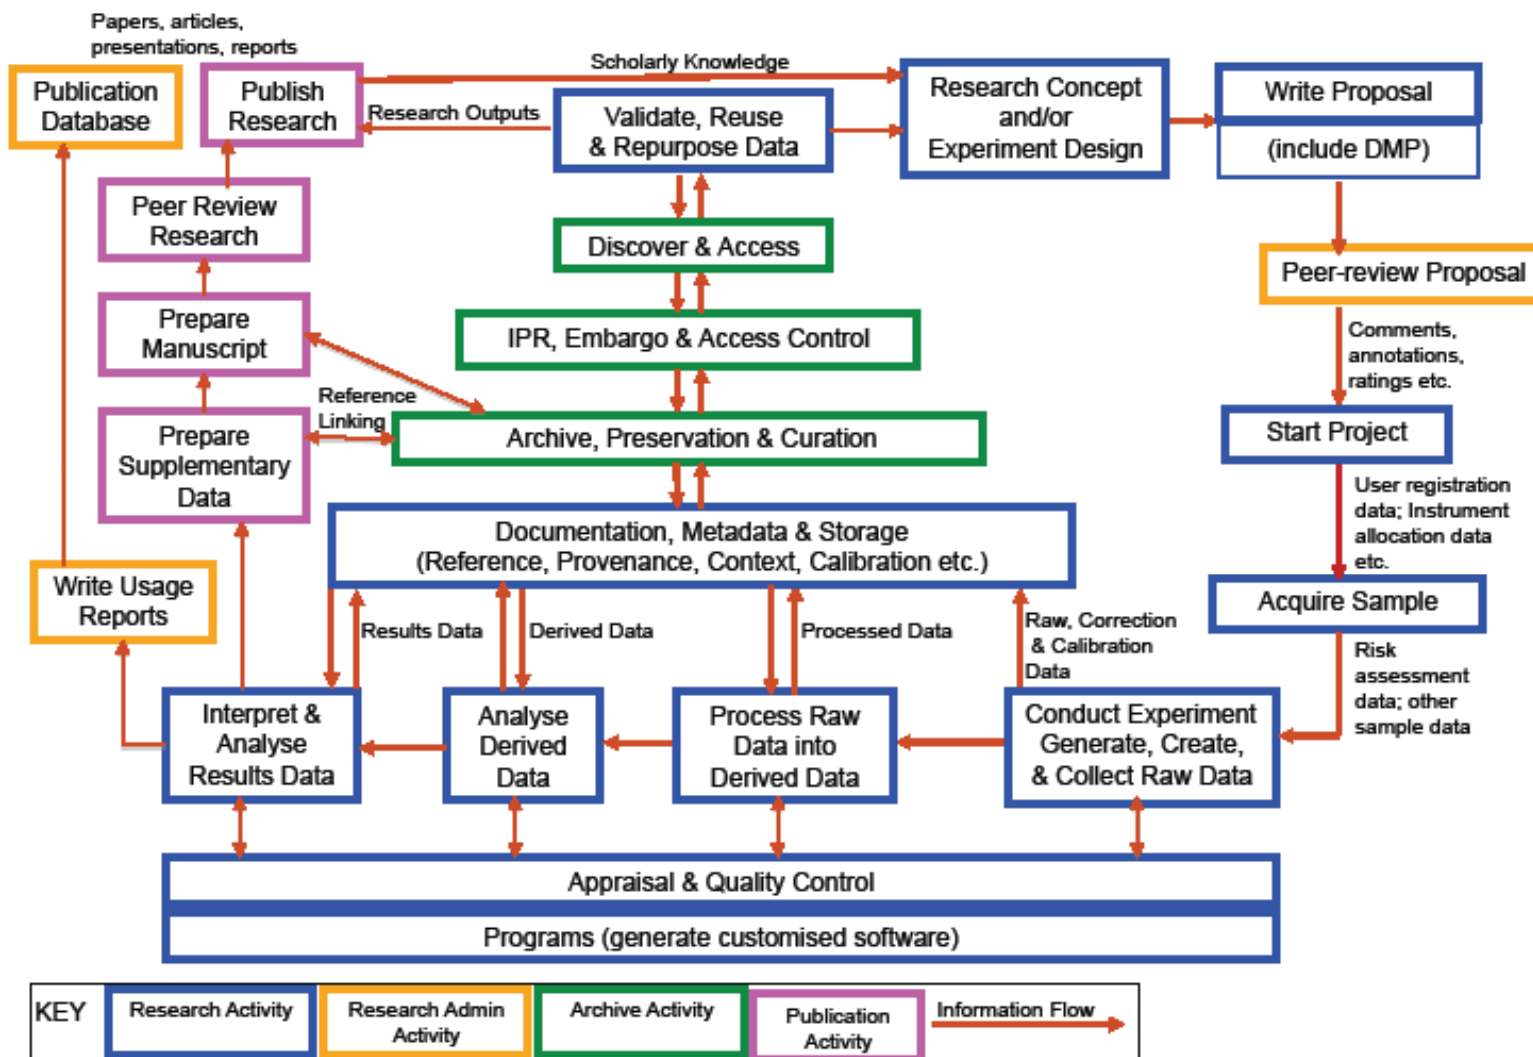 Papers, articles,
presentations, reports
Publication
Database
Publish
Research
Scholarly Knowledge
Research Outputs
Validate, Reuse
& Repurpose Data
Research Concept
and/or
Experiment Design
Write Proposal
(include DMP)
Peer Review
Research
Discover & Access
Peer-review Proposal
Prepare
Manuscript
IPR, Embargo & Access Control
Comments,
annotations,
ratings etc.
Reference
Linking
Prepare
Supplementary
Data
Archive, Preservation & Curation
Start Project
User registration
data; Instrument
allocation data
etc.
Documentation, Metadata & Storage
(Reference, Provenance, Context, Calibration etc.)
Write Usage
Reports
Acquire Sample
Results Data
Derived Data
Processed Data
Raw, Correction
& Calibration
Data
Risk
assessment
data; other
sample data
Interpret &
Analyse
Results Data
Analyse
Derived
Data
Process Raw
Data into
Derived Data
Conduct Experiment
Generate, Create,
& Collect Raw Data
Appraisal & Quality Control
Programs (generate customised software)
KEY
Research Activity
Research Admin
Activity
Archive Activity
Publication
Activity
Information Flow